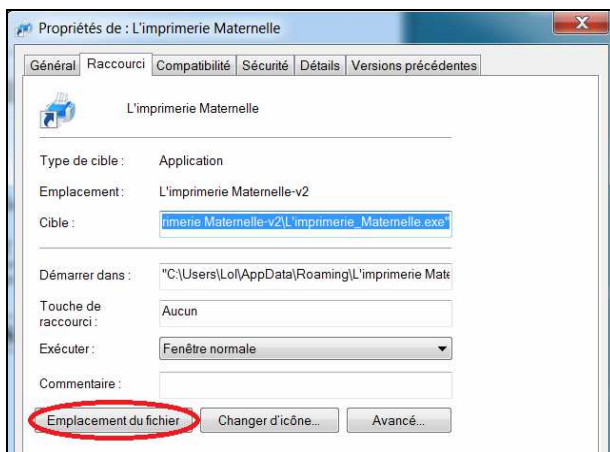 Propriétés de : L'imprimerie Maternelle
Général Raccourci Compatibilité Sécurité Détails Versions précédentes
L'imprimerie Maternelle
Type de cible : Application
Emplacement : L'imprimerie Maternelle-v2
Cible : rimerie Maternelle-v2\L'imprimerie_Maternelle.exe"
Démarrer dans : "C:\Users\Lol\AppData\Roaming\L'imprimerie Mate
Touche de
raccourci : Aucun
Exécuter : Fenêtre normale
Commentaire :
Emplacement du fichier Changer d'icône... Avancé...